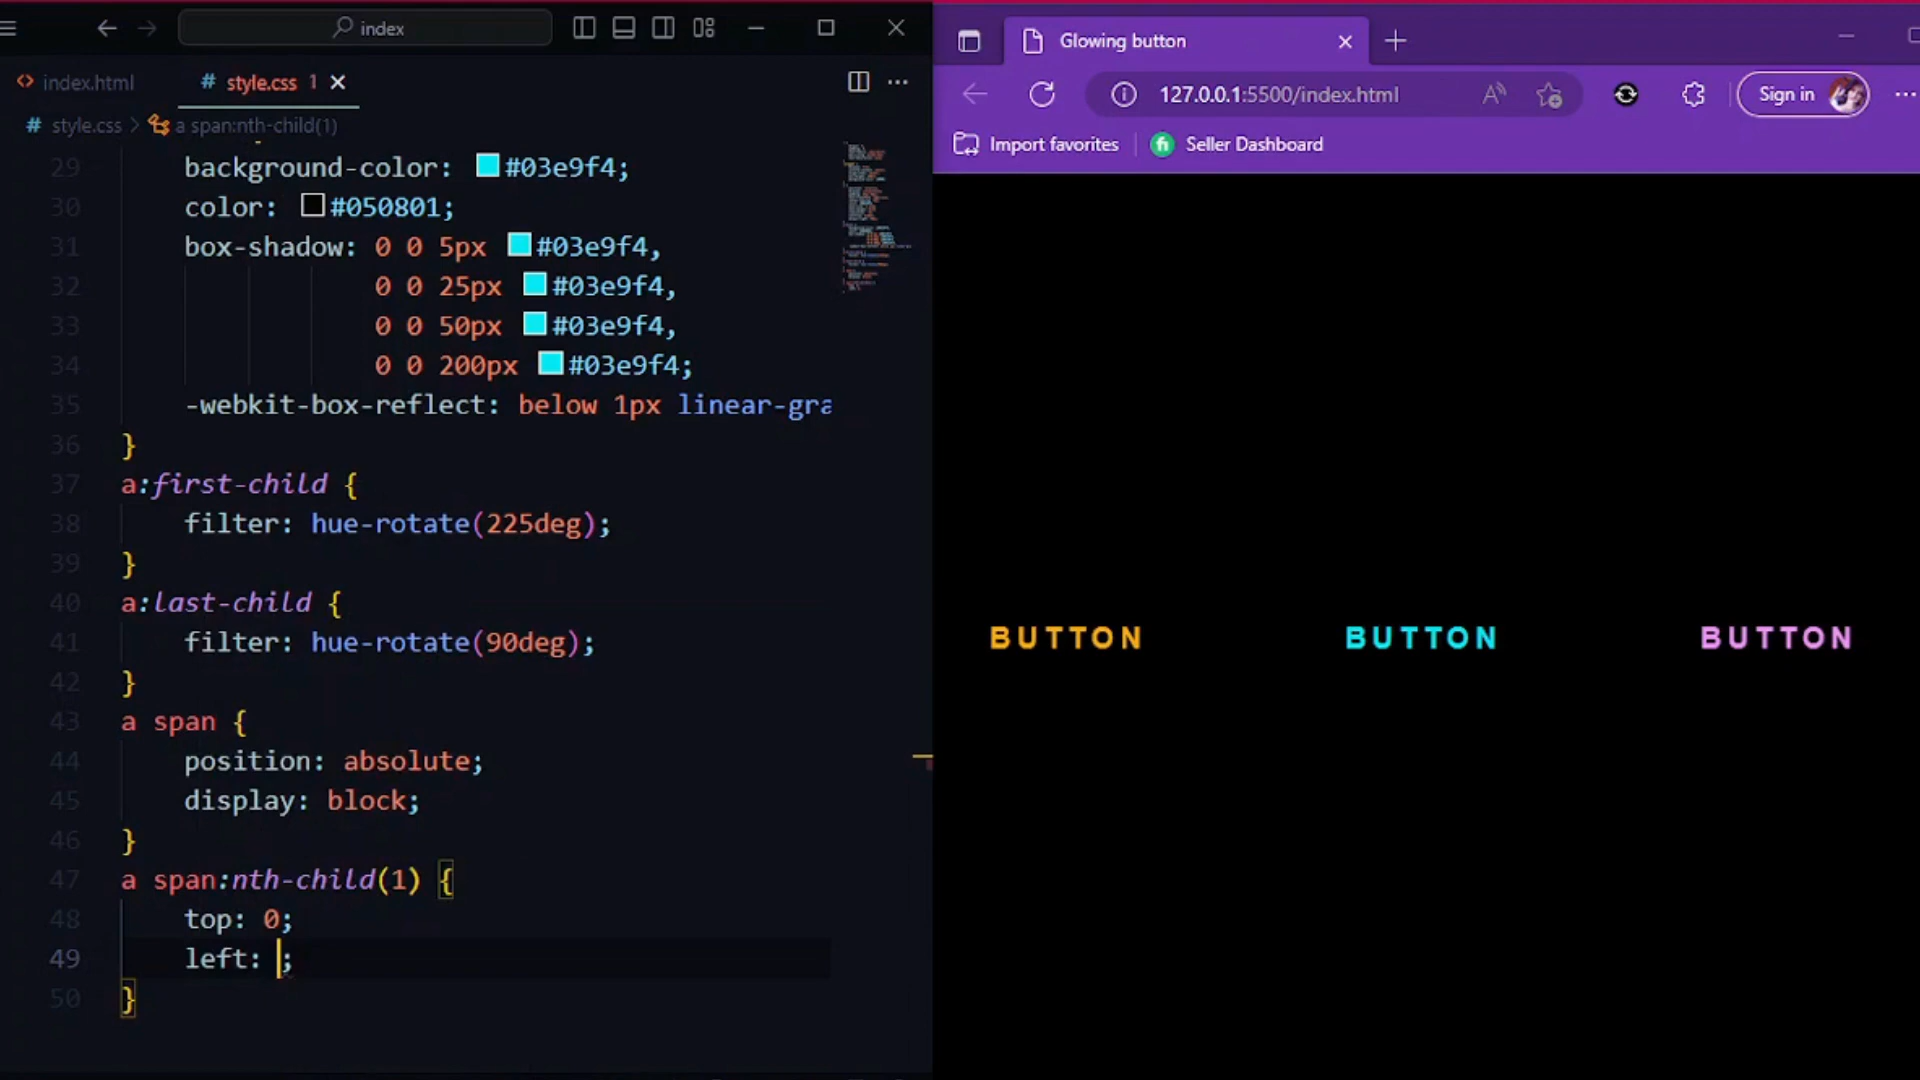 index
index.html
# style.css 1
# style.css > a span:nth-child(1)
29 background-color: #03e9f4;
30 color: #050801;
31 box-shadow: 0 0 5px #03e9f4,
32 0 0 25px #03e9f4,
33 0 0 50px #03e9f4,
34 0 0 200px #03e9f4;
35 -webkit-box-reflect: below 1px linear-gra
36 }
37 a:first-child {
38 filter: hue-rotate(225deg);
39 }
40 a:last-child {
41 filter: hue-rotate(90deg);
42 }
43 a span {
44 position: absolute;
45 display: block;
46 }
47 a span:nth-child(1) {
48 top: 0;
49 left: ;
50 }
Glowing button
127.0.0.1:5500/index.html
Sign in
Import favorites
Seller Dashboard
BUTTON
BUTTON
BUTTON